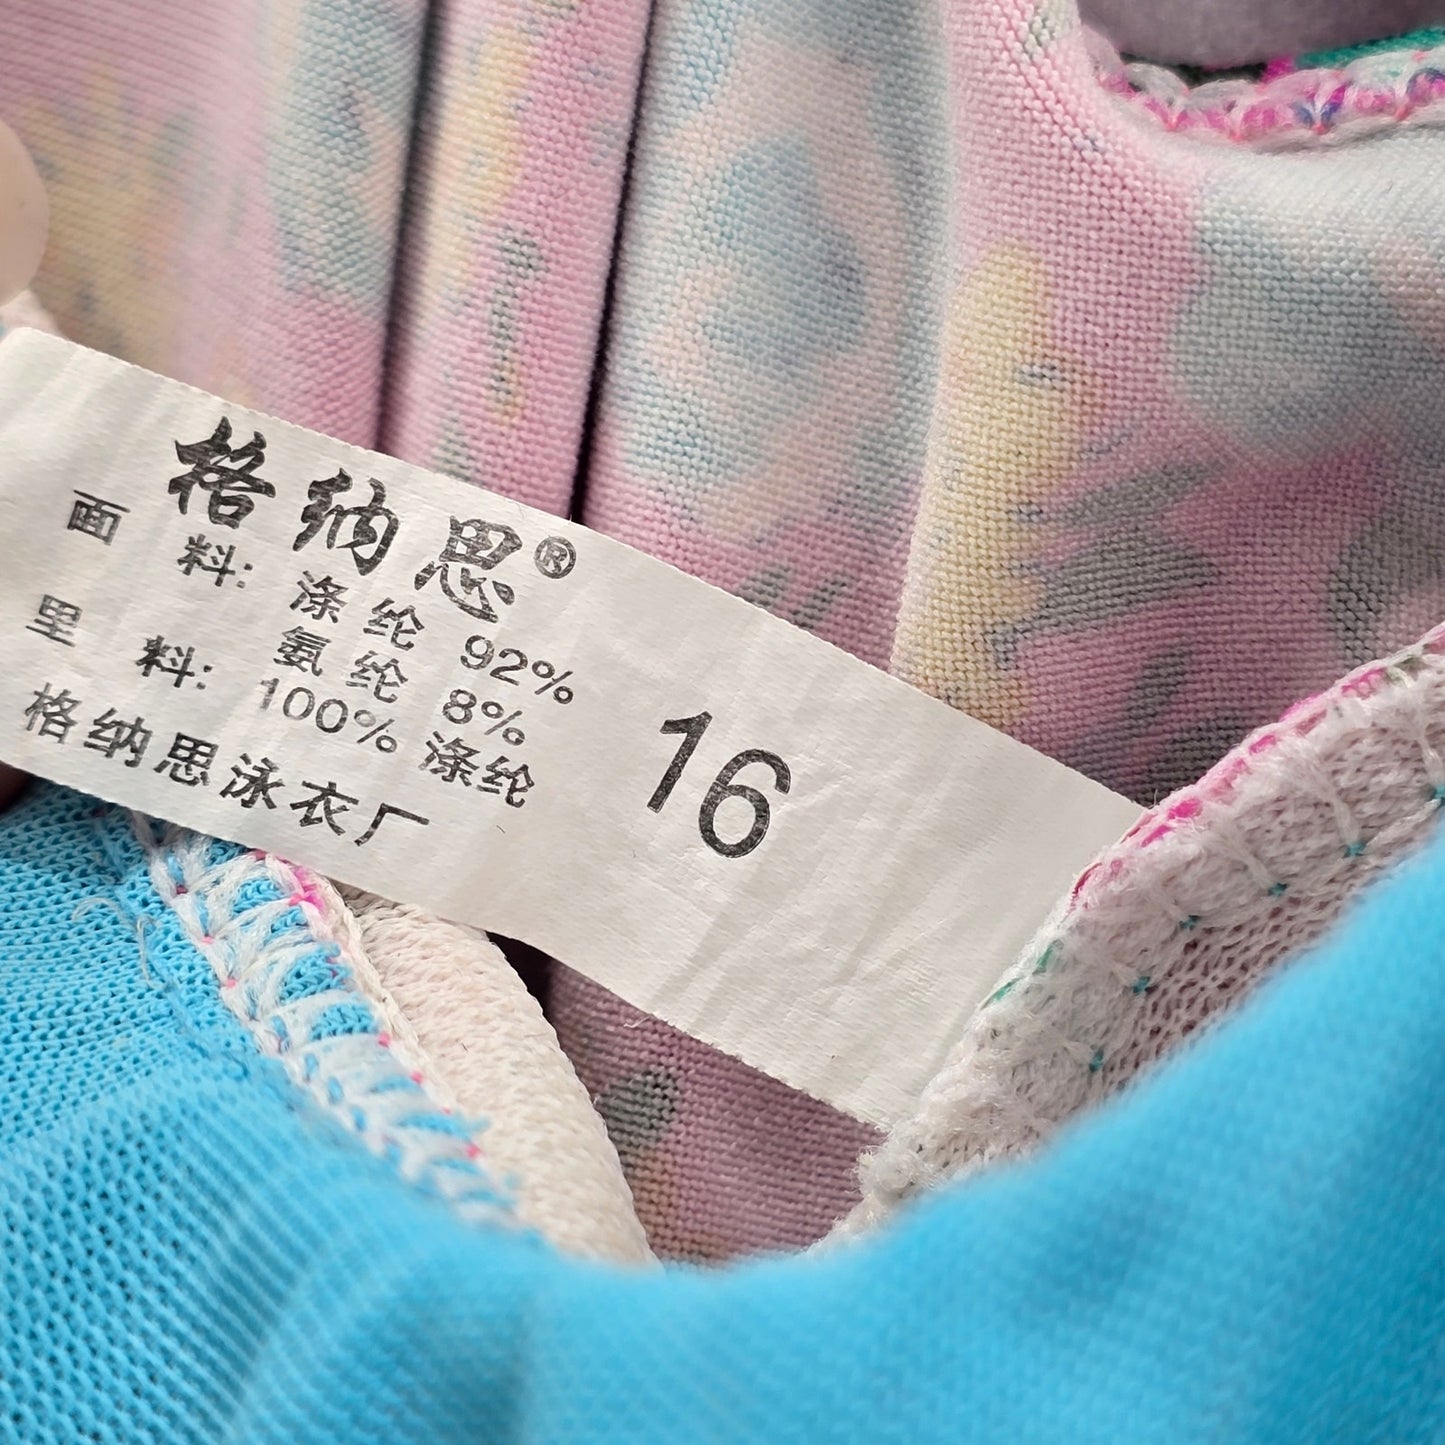 格纳思®
面 料: 涤 纶 92%
氨 纶 8%
里 料: 100% 涤纶
格纳思泳衣厂
16